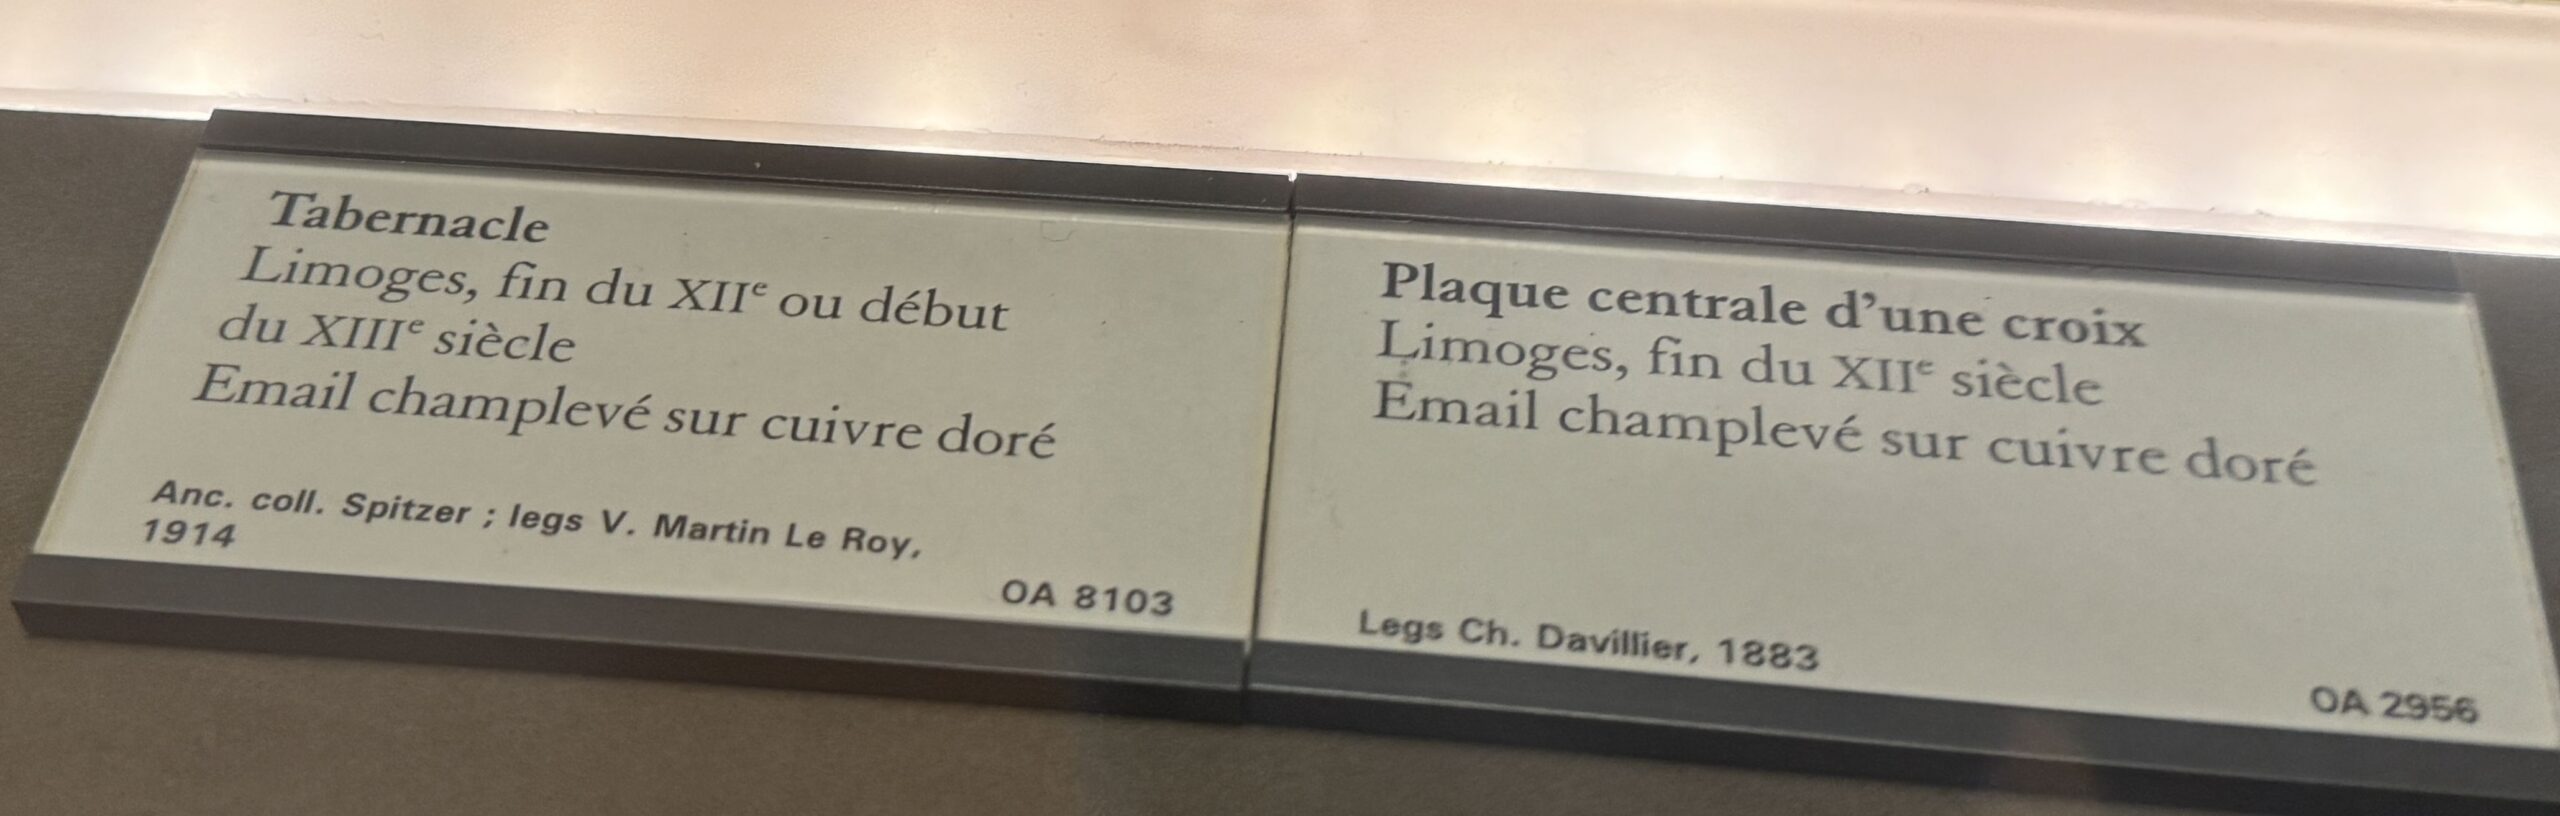 Tabernacle
Limoges, fin du XIIe ou début
du XIIIe siècle
Email champlevé sur cuivre doré
Anc. coll. Spitzer ; legs V. Martin Le Roy,
1914
OA 8103
Plaque centrale d'une croix
Limoges, fin du XIIe siècle
Email champlevé sur cuivre doré
Legs Ch. Davillier, 1883
OA 2956